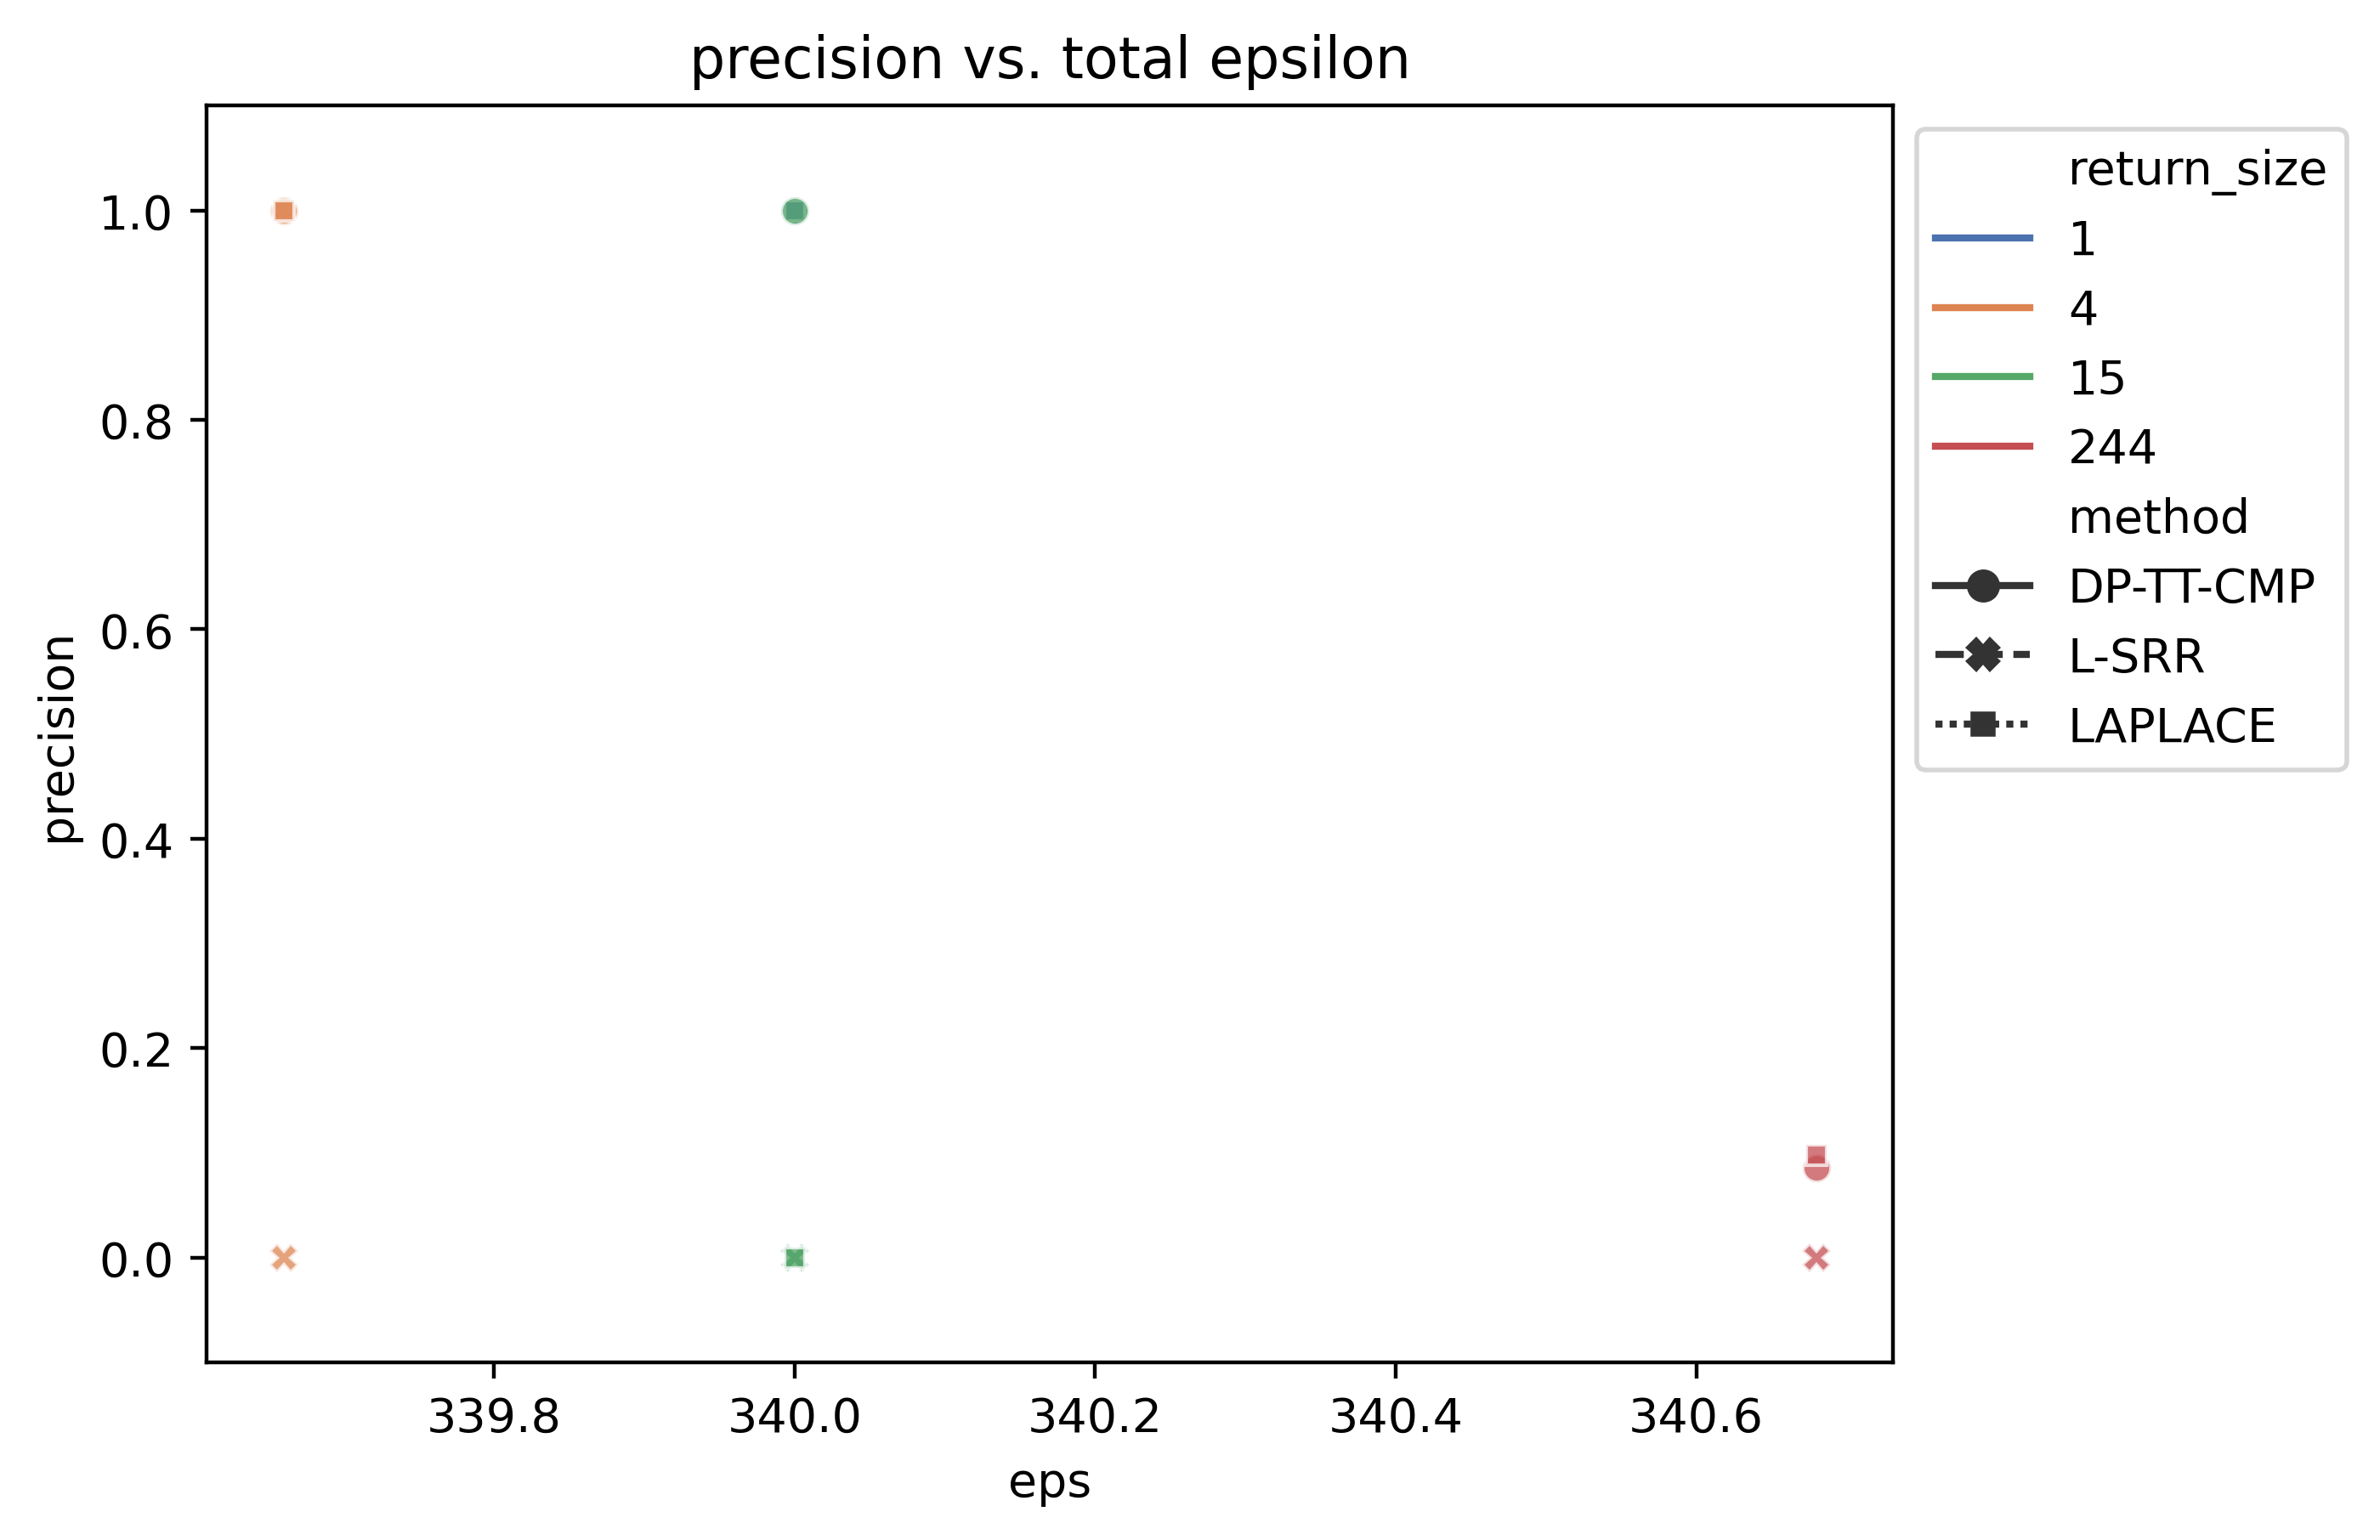 precision vs. total epsilon
precision
1.0
0.8
0.6
0.4
0.2
0.0
339.8
340.0
340.2
340.4
340.6
eps
return_size
1
4
15
244
method
DP-TT-CMP
L-SRR
LAPLACE